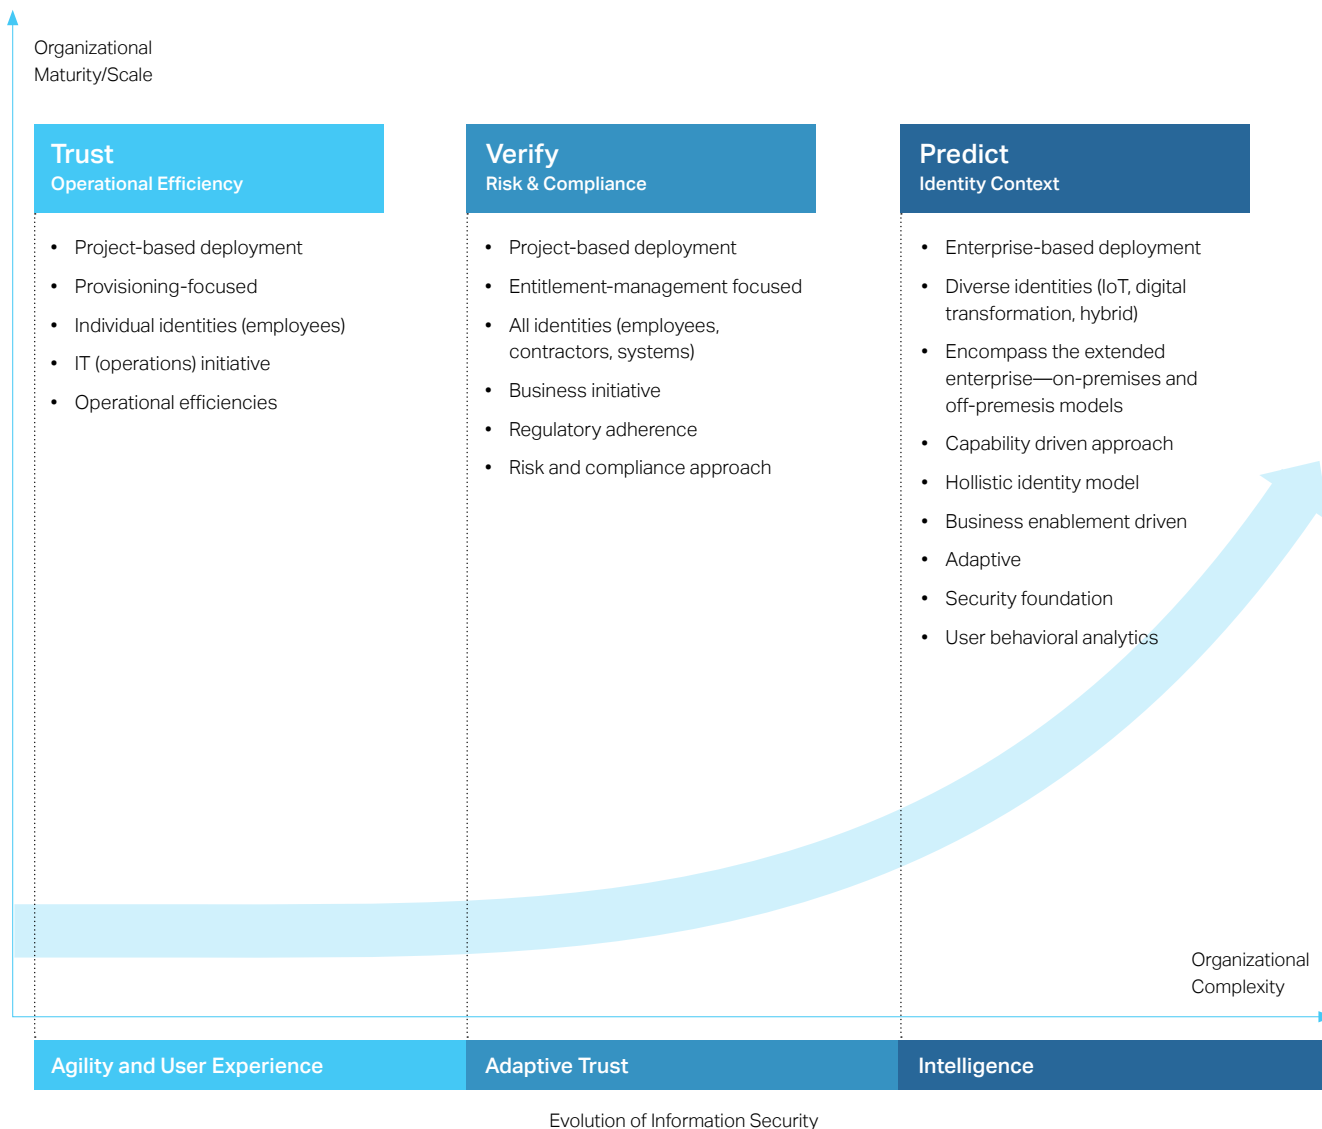 Organizational
Maturity/Scale
Trust
Operational Efficiency
• Project-based deployment
• Provisioning-focused
• Individual identities (employees)
• IT (operations) initiative
• Operational efficiencies
Verify
Risk & Compliance
• Project-based deployment
• Entitlement-management focused
• All identities (employees,
contractors, systems)
• Business initiative
• Regulatory adherence
• Risk and compliance approach
Predict
Identity Context
• Enterprise-based deployment
• Diverse identities (IoT, digital
transformation, hybrid)
• Encompass the extended
enterprise—on-premises and
off-premesis models
• Capability driven approach
• Hollistic identity model
• Business enablement driven
• Adaptive
• Security foundation
• User behavioral analytics
Organizational
Complexity
Agility and User Experience
Adaptive Trust
Intelligence
Evolution of Information Security